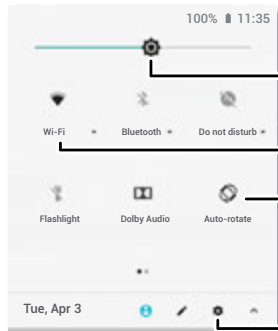 100% 11:35
Wi-Fi Bluetooth Do not disturb
Flashlight Dolby Audio Auto-rotate
Tue, Apr 3